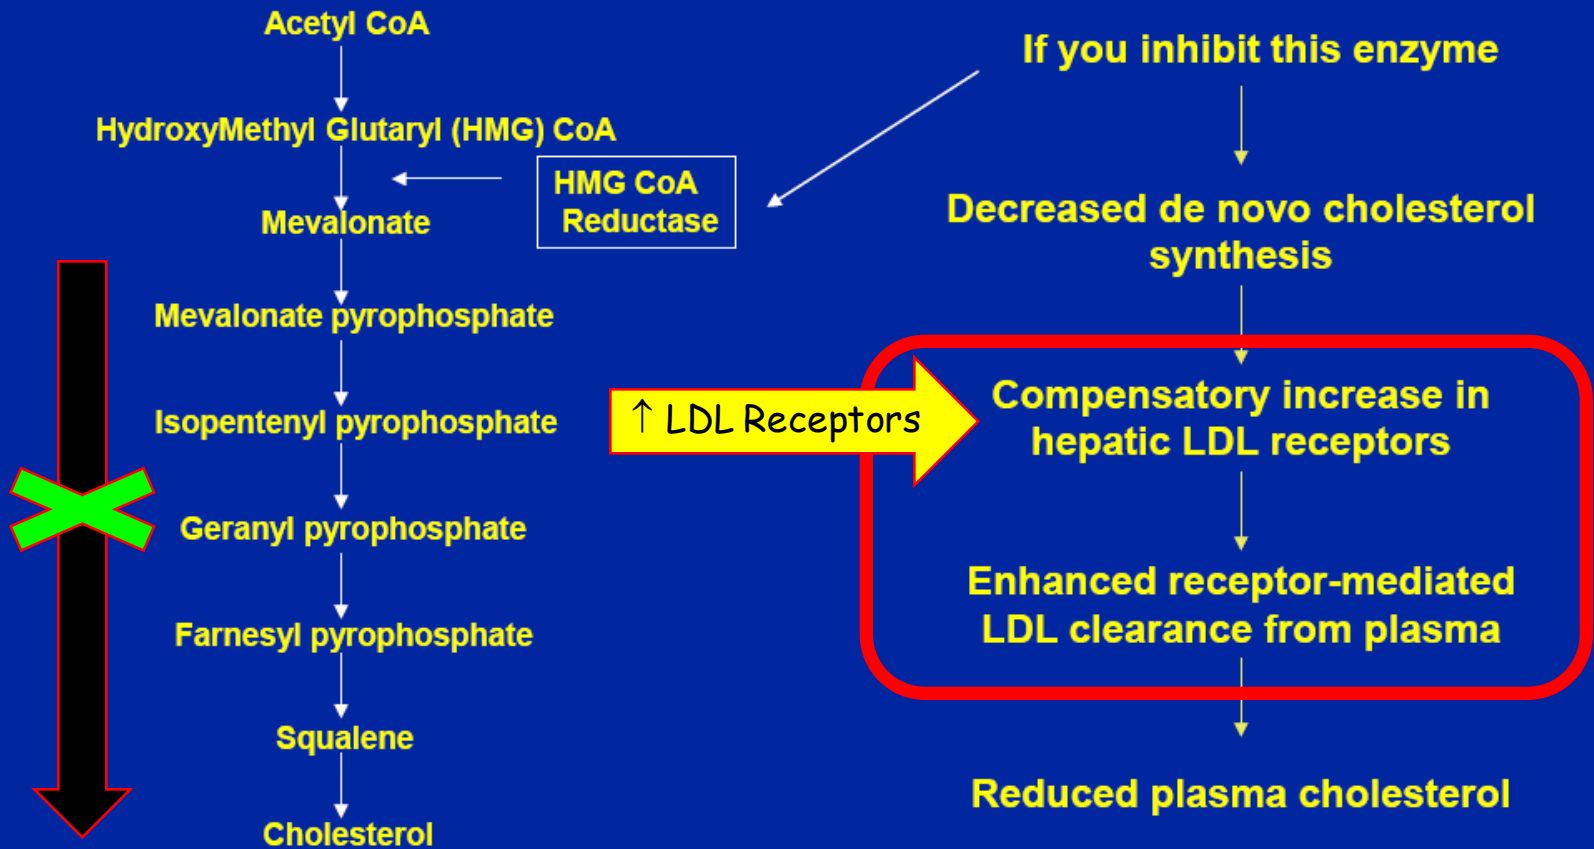 Acetyl CoA
HydroxyMethyl Glutaryl (HMG) CoA
HMG CoA
Reductase
Mevalonate
Mevalonate pyrophosphate
Isopentenyl pyrophosphate
Geranyl pyrophosphate
Farnesyl pyrophosphate
Squalene
Cholesterol
↑ LDL Receptors
If you inhibit this enzyme
Decreased de novo cholesterol
synthesis
Compensatory increase in
hepatic LDL receptors
Enhanced receptor-mediated
LDL clearance from plasma
Reduced plasma cholesterol